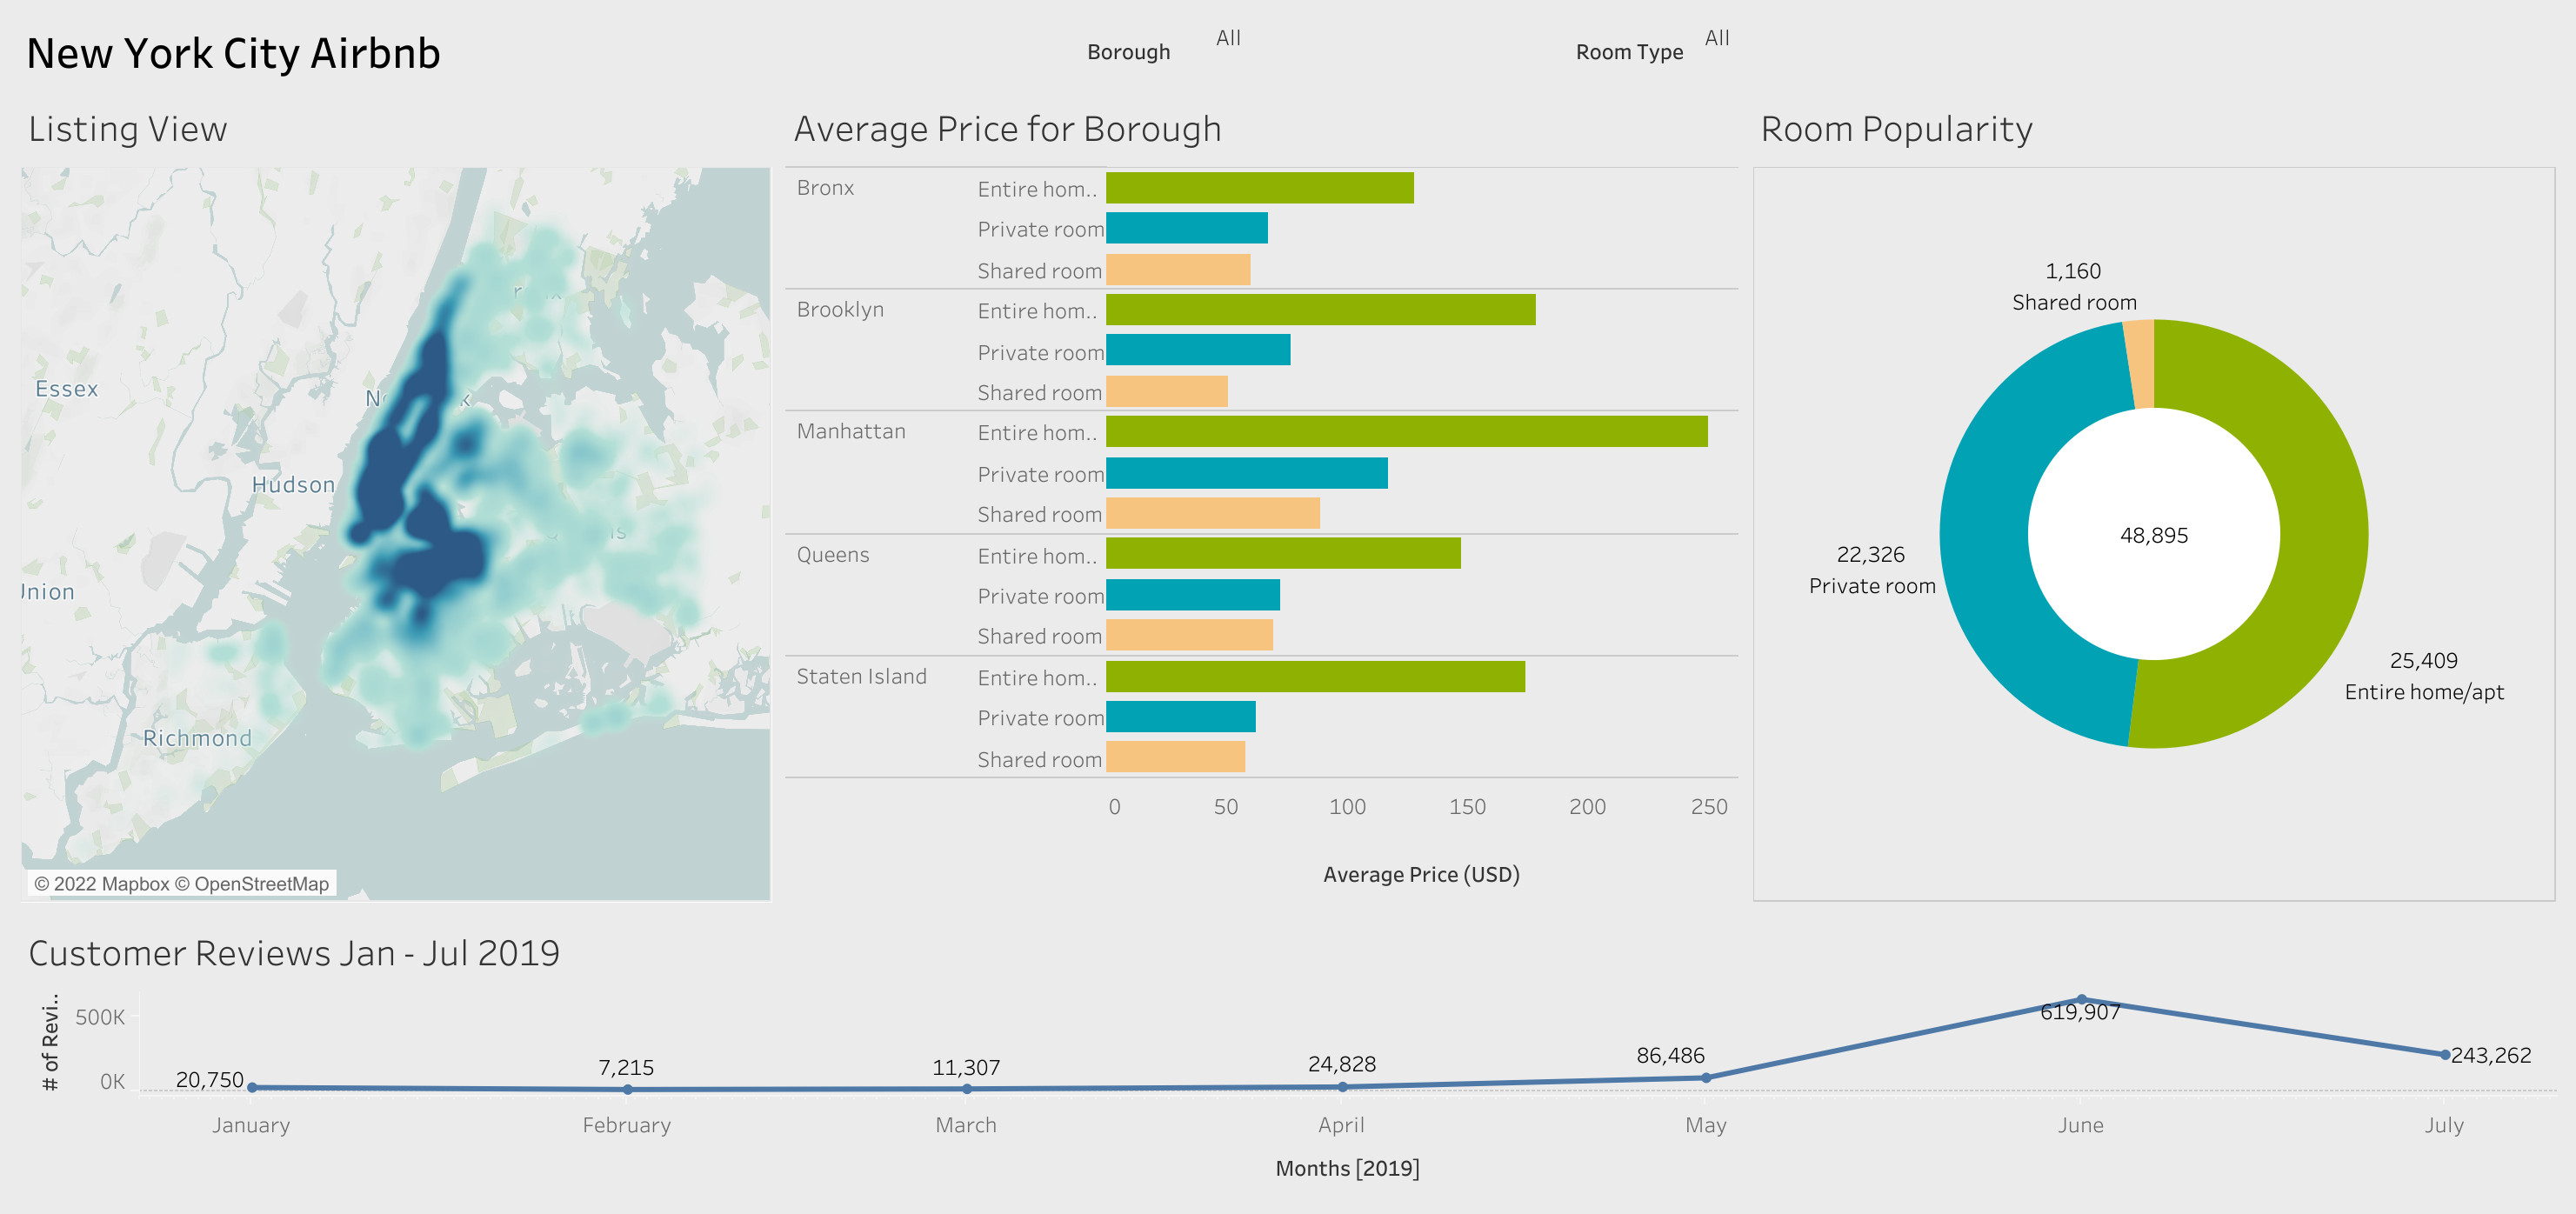 New York City Airbnb
Borough
All
Room Type
All
Listing View
Essex
Hudson
Richmond
© 2022 Mapbox © OpenStreetMap
Average Price for Borough
Bronx
Entire hom..
Private room
Shared room
Brooklyn
Entire hom..
Private room
Shared room
Manhattan
Entire hom..
Private room
Shared room
Queens
Entire hom..
Private room
Shared room
Staten Island
Entire hom..
Private room
Shared room
0 50 100 150 200 250
Average Price (USD)
Room Popularity
1,160
Shared room
22,326
Private room
48,895
25,409
Entire home/apt
Customer Reviews Jan - Jul 2019
# of Revi..
500K
0K
20,750
7,215
11,307
24,828
86,486
619,907
243,262
January February March April May June July
Months [2019]